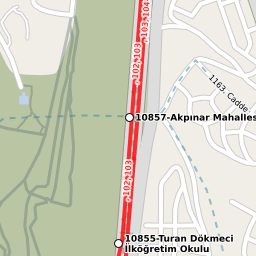 103,104
102,103
1163. Cadde
10857-Akpınar Mahalles
102,103
10855-Turan Dökmeci
İlköğretim Okulu